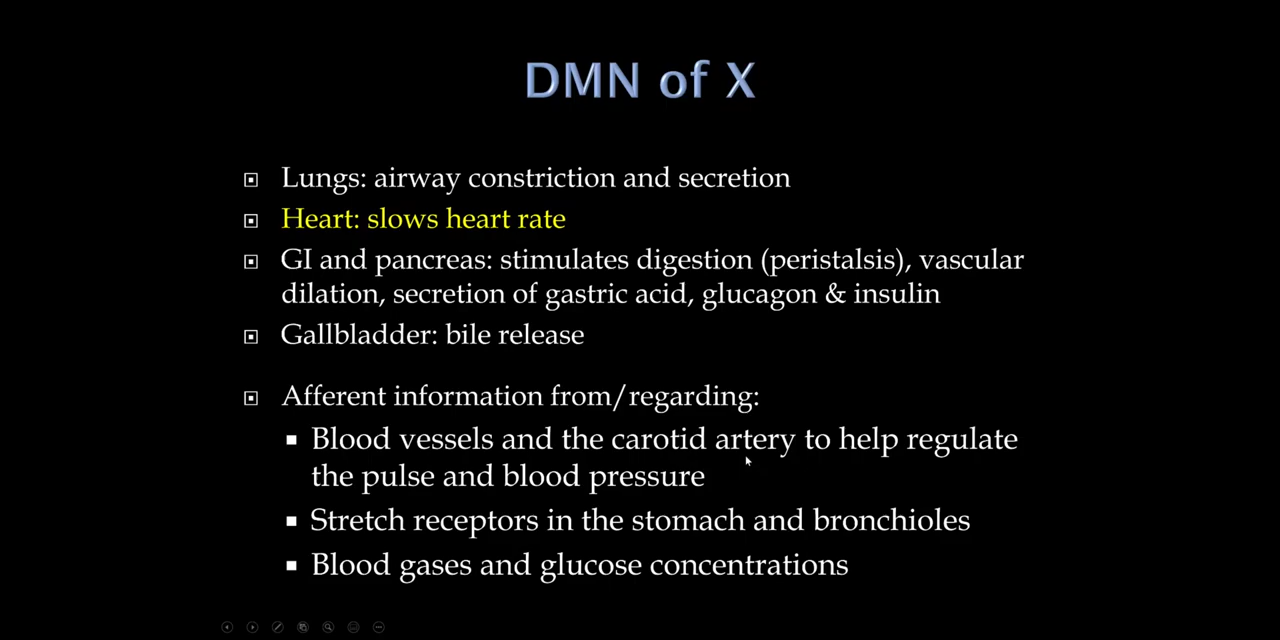 DMN of X
Lungs: airway constriction and secretion
Heart: slows heart rate
GI and pancreas: stimulates digestion (peristalsis), vascular
dilation, secretion of gastric acid, glucagon & insulin
Gallbladder: bile release
Afferent information from/regarding:
Blood vessels and the carotid artery to help regulate
the pulse and blood pressure
Stretch receptors in the stomach and bronchioles
Blood gases and glucose concentrations